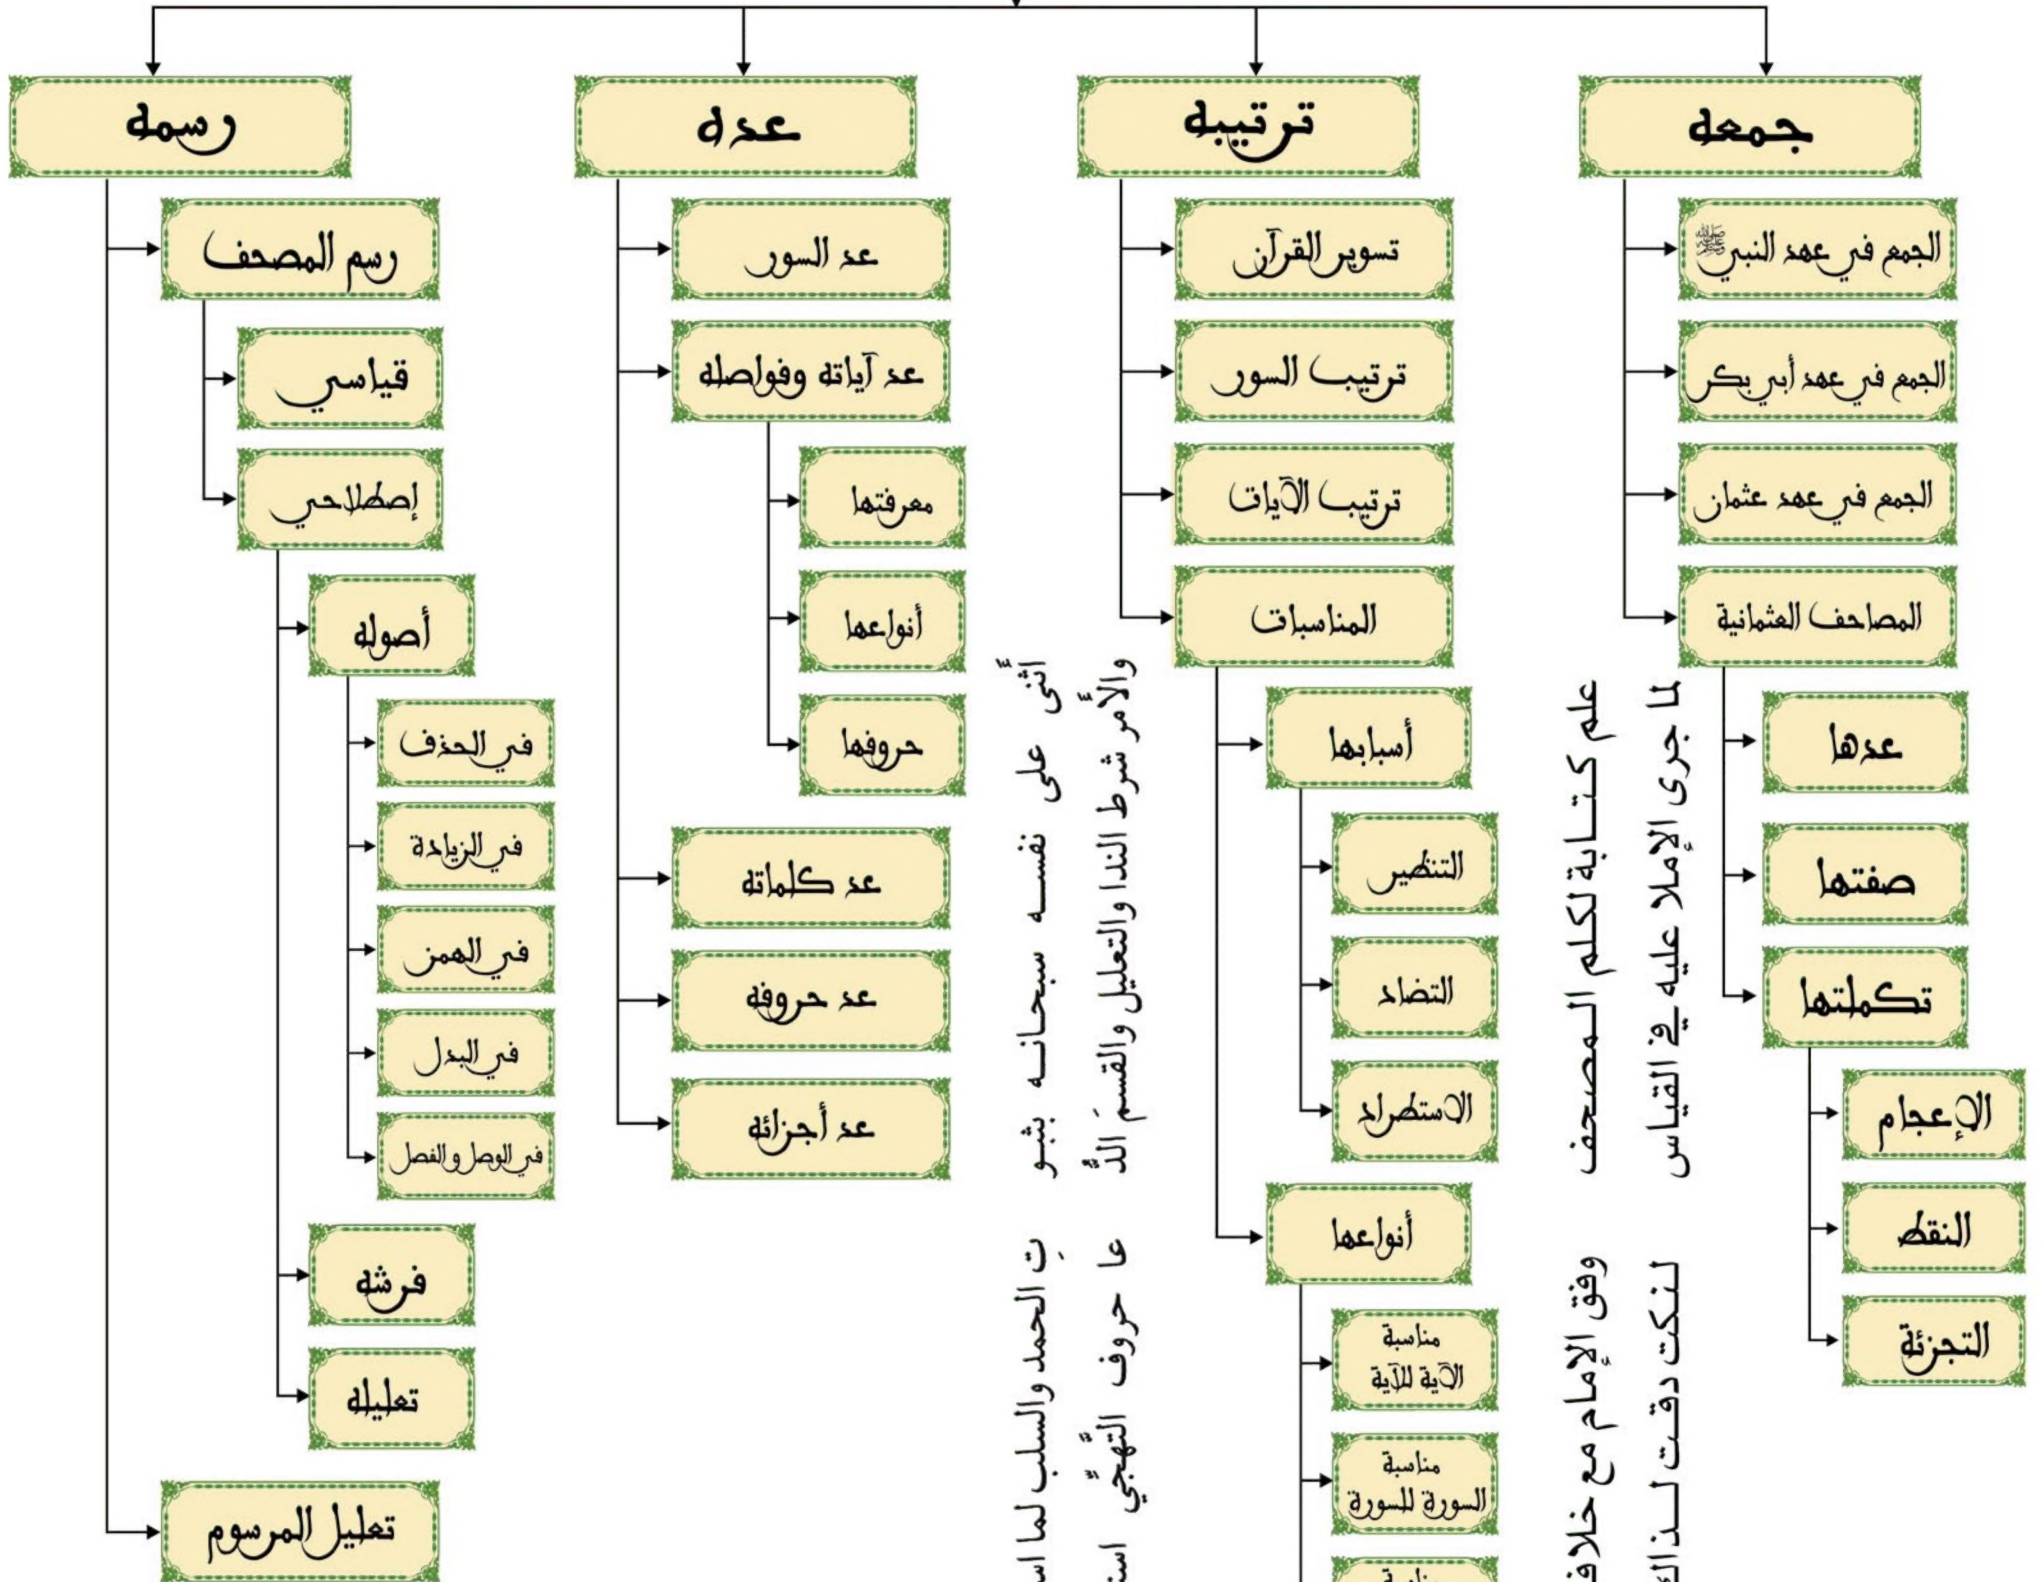 جمعه
الجمع في عهد النبي ﷺ
الجمع في عهد أبي بكر
الجمع في عهد عثمان
المصاحف العثمانية
عدها
صفتها
تكملتها
الإعجام
النقط
التجزئة
ترتيبه
تسوير القرآن
ترتيب السور
ترتيب الآيات
المناسبات
أسبابها
التنظير
التضاد
الاستطراد
أنواعها
مناسبة
الآية للآية
مناسبة
السورة للسورة
عده
عد السور
عد آياته وفواصله
معرفتها
أنواعها
حروفها
عد كلماته
عد حروفه
عد أجزائه
رسمه
رسم المصحف
قياسي
إصطلاحي
أصوله
في الحذف
في الزيادة
في الهمز
في البدل
في الوصل والفصل
فرشه
تعليله
تعليل المرسوم
علم كتابة لكلم المصحف
وفق الإمام مع خلاف
لما جرى الإملا عليه في القياس
لنكت دقت لذاك
أثنى على نفسه سبحانه بثبو
تِ الحمد والسلب لما
والأمر شرط الندا والتعليل والقسمَ الدُّ
عا حروف التَّهجِّي